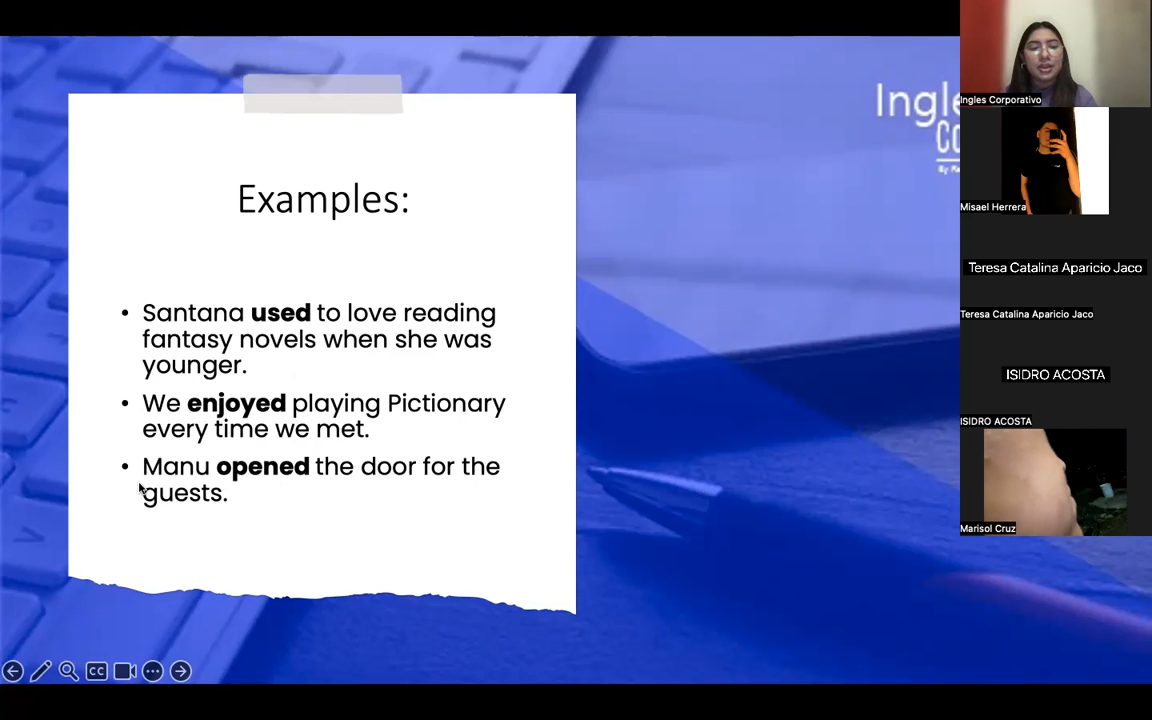 Examples:
• Santana used to love reading
fantasy novels when she was
younger.
• We enjoyed playing Pictionary
every time we met.
• Manu opened the door for the
guests.
CC
Ingles Corporativo
Misael Herrera
Teresa Catalina Aparicio Jaco
Teresa Catalina Aparicio Jaco
ISIDRO ACOSTA
ISIDRO ACOSTA
Marisol Cruz